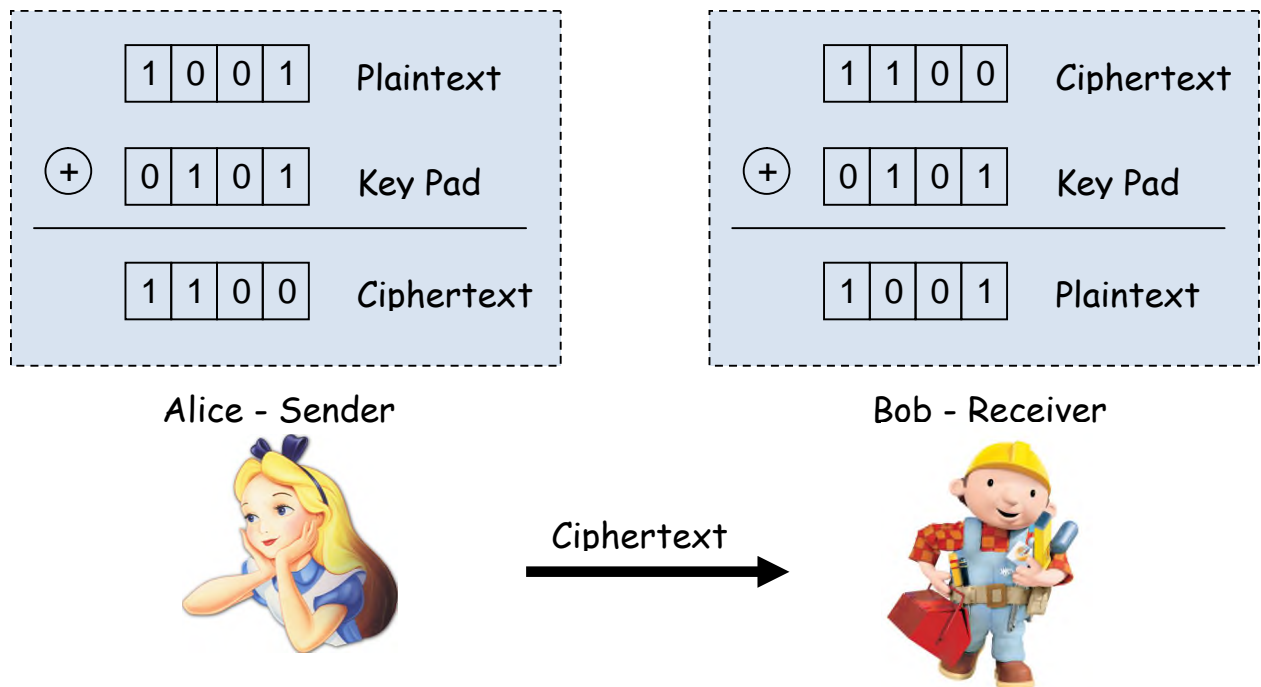 1 0 0 1 Plaintext
+ 0 1 0 1 Key Pad
1 1 0 0 Ciphertext
Alice - Sender
1 1 0 0 Ciphertext
+ 0 1 0 1 Key Pad
1 0 0 1 Plaintext
Bob - Receiver
Ciphertext